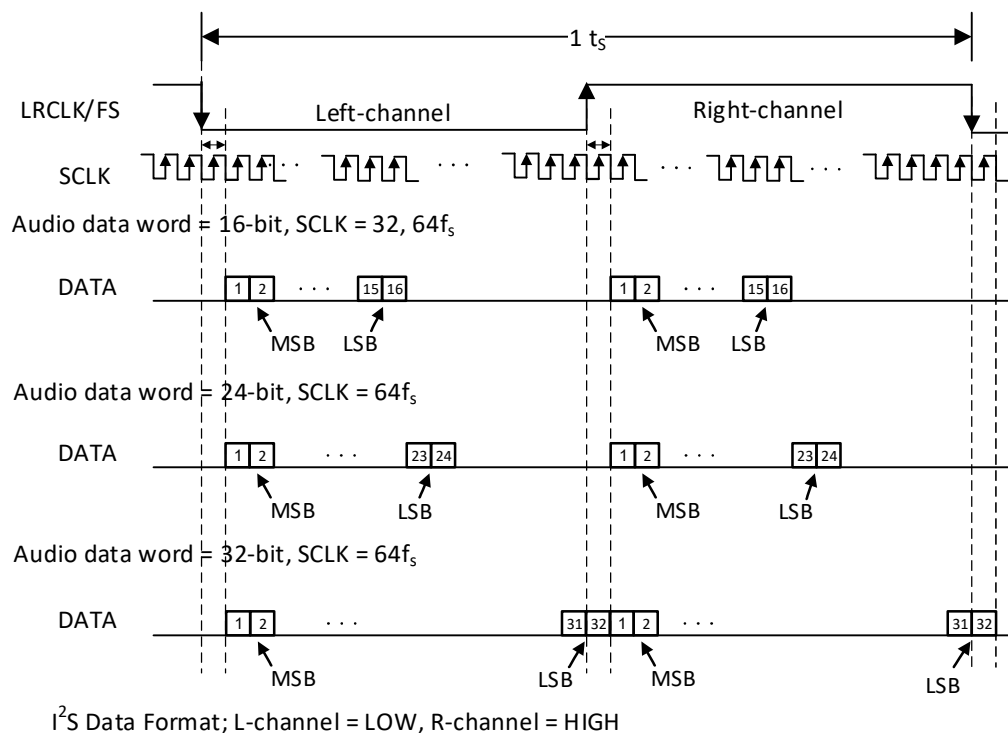 1 tS
LRCLK/FS
Left-channel
Right-channel
SCLK
Audio data word = 16-bit, SCLK = 32, 64fs
DATA
1 2 · · · 15 16 1 2 · · · 15 16
MSB LSB MSB LSB
Audio data word = 24-bit, SCLK = 64fs
DATA
1 2 · · · 23 24 1 2 · · · 23 24
MSB LSB MSB LSB
Audio data word = 32-bit, SCLK = 64fs
DATA
1 2 · · · 31 32 1 2 · · · 31 32
MSB LSB MSB LSB
I²S Data Format; L-channel = LOW, R-channel = HIGH